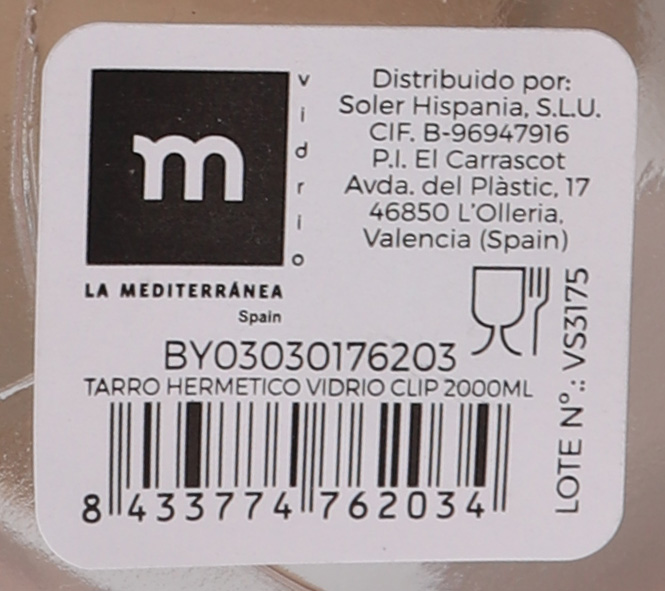 m
vidrio
LA MEDITERRÁNEA
Spain
Distribuido por:
Soler Hispania, S.L.U.
CIF. B-96947916
P.I. El Carrascot
Avda. del Plàstic, 17
46850 L'Olleria,
Valencia (Spain)
BY03030176203
TARRO HERMETICO VIDRIO CLIP 2000ML
8 433774 762034
LOTE Nº.: VS3175